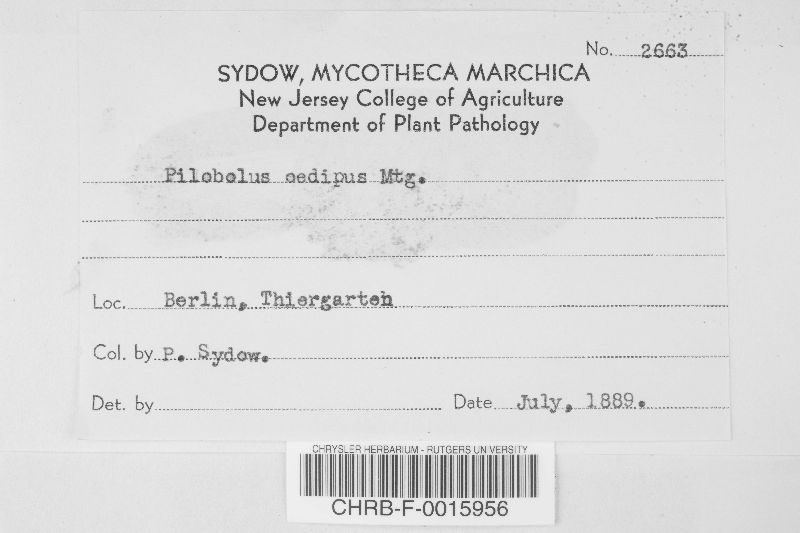 No. 2663
SYDOW, MYCOTHECA MARCHICA
New Jersey College of Agriculture
Department of Plant Pathology
Pilobolus oedipus Mtg.
Loc. Berlin, Thiergarten
Col. by P. Sydow.
Det. by
Date July, 1889.
CHRYSLER HERBARIUM - RUTGERS UNIVERSITY
CHRB-F-0015956